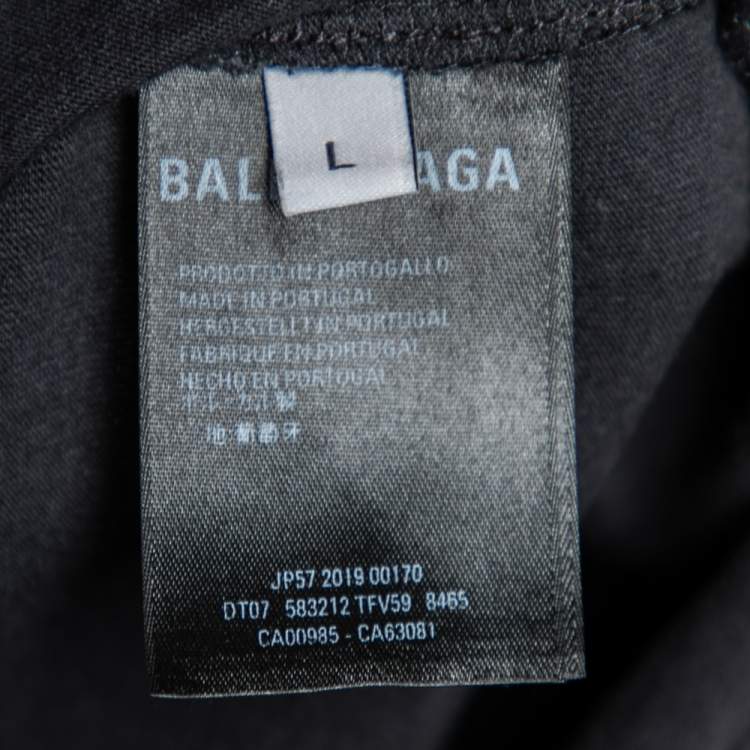 L
BAL AGA
PRODOTTO IN PORTOGALLO
MADE IN PORTUGAL
HERGESTELLT IN PORTUGAL
FABRIQUE EN PORTUGAL
HECHO EN PORTUGAL
ポルトガル製
地:葡萄牙
JP57 2019 00170
DT07 583212 TFV59 8465
CA00985 - CA63081